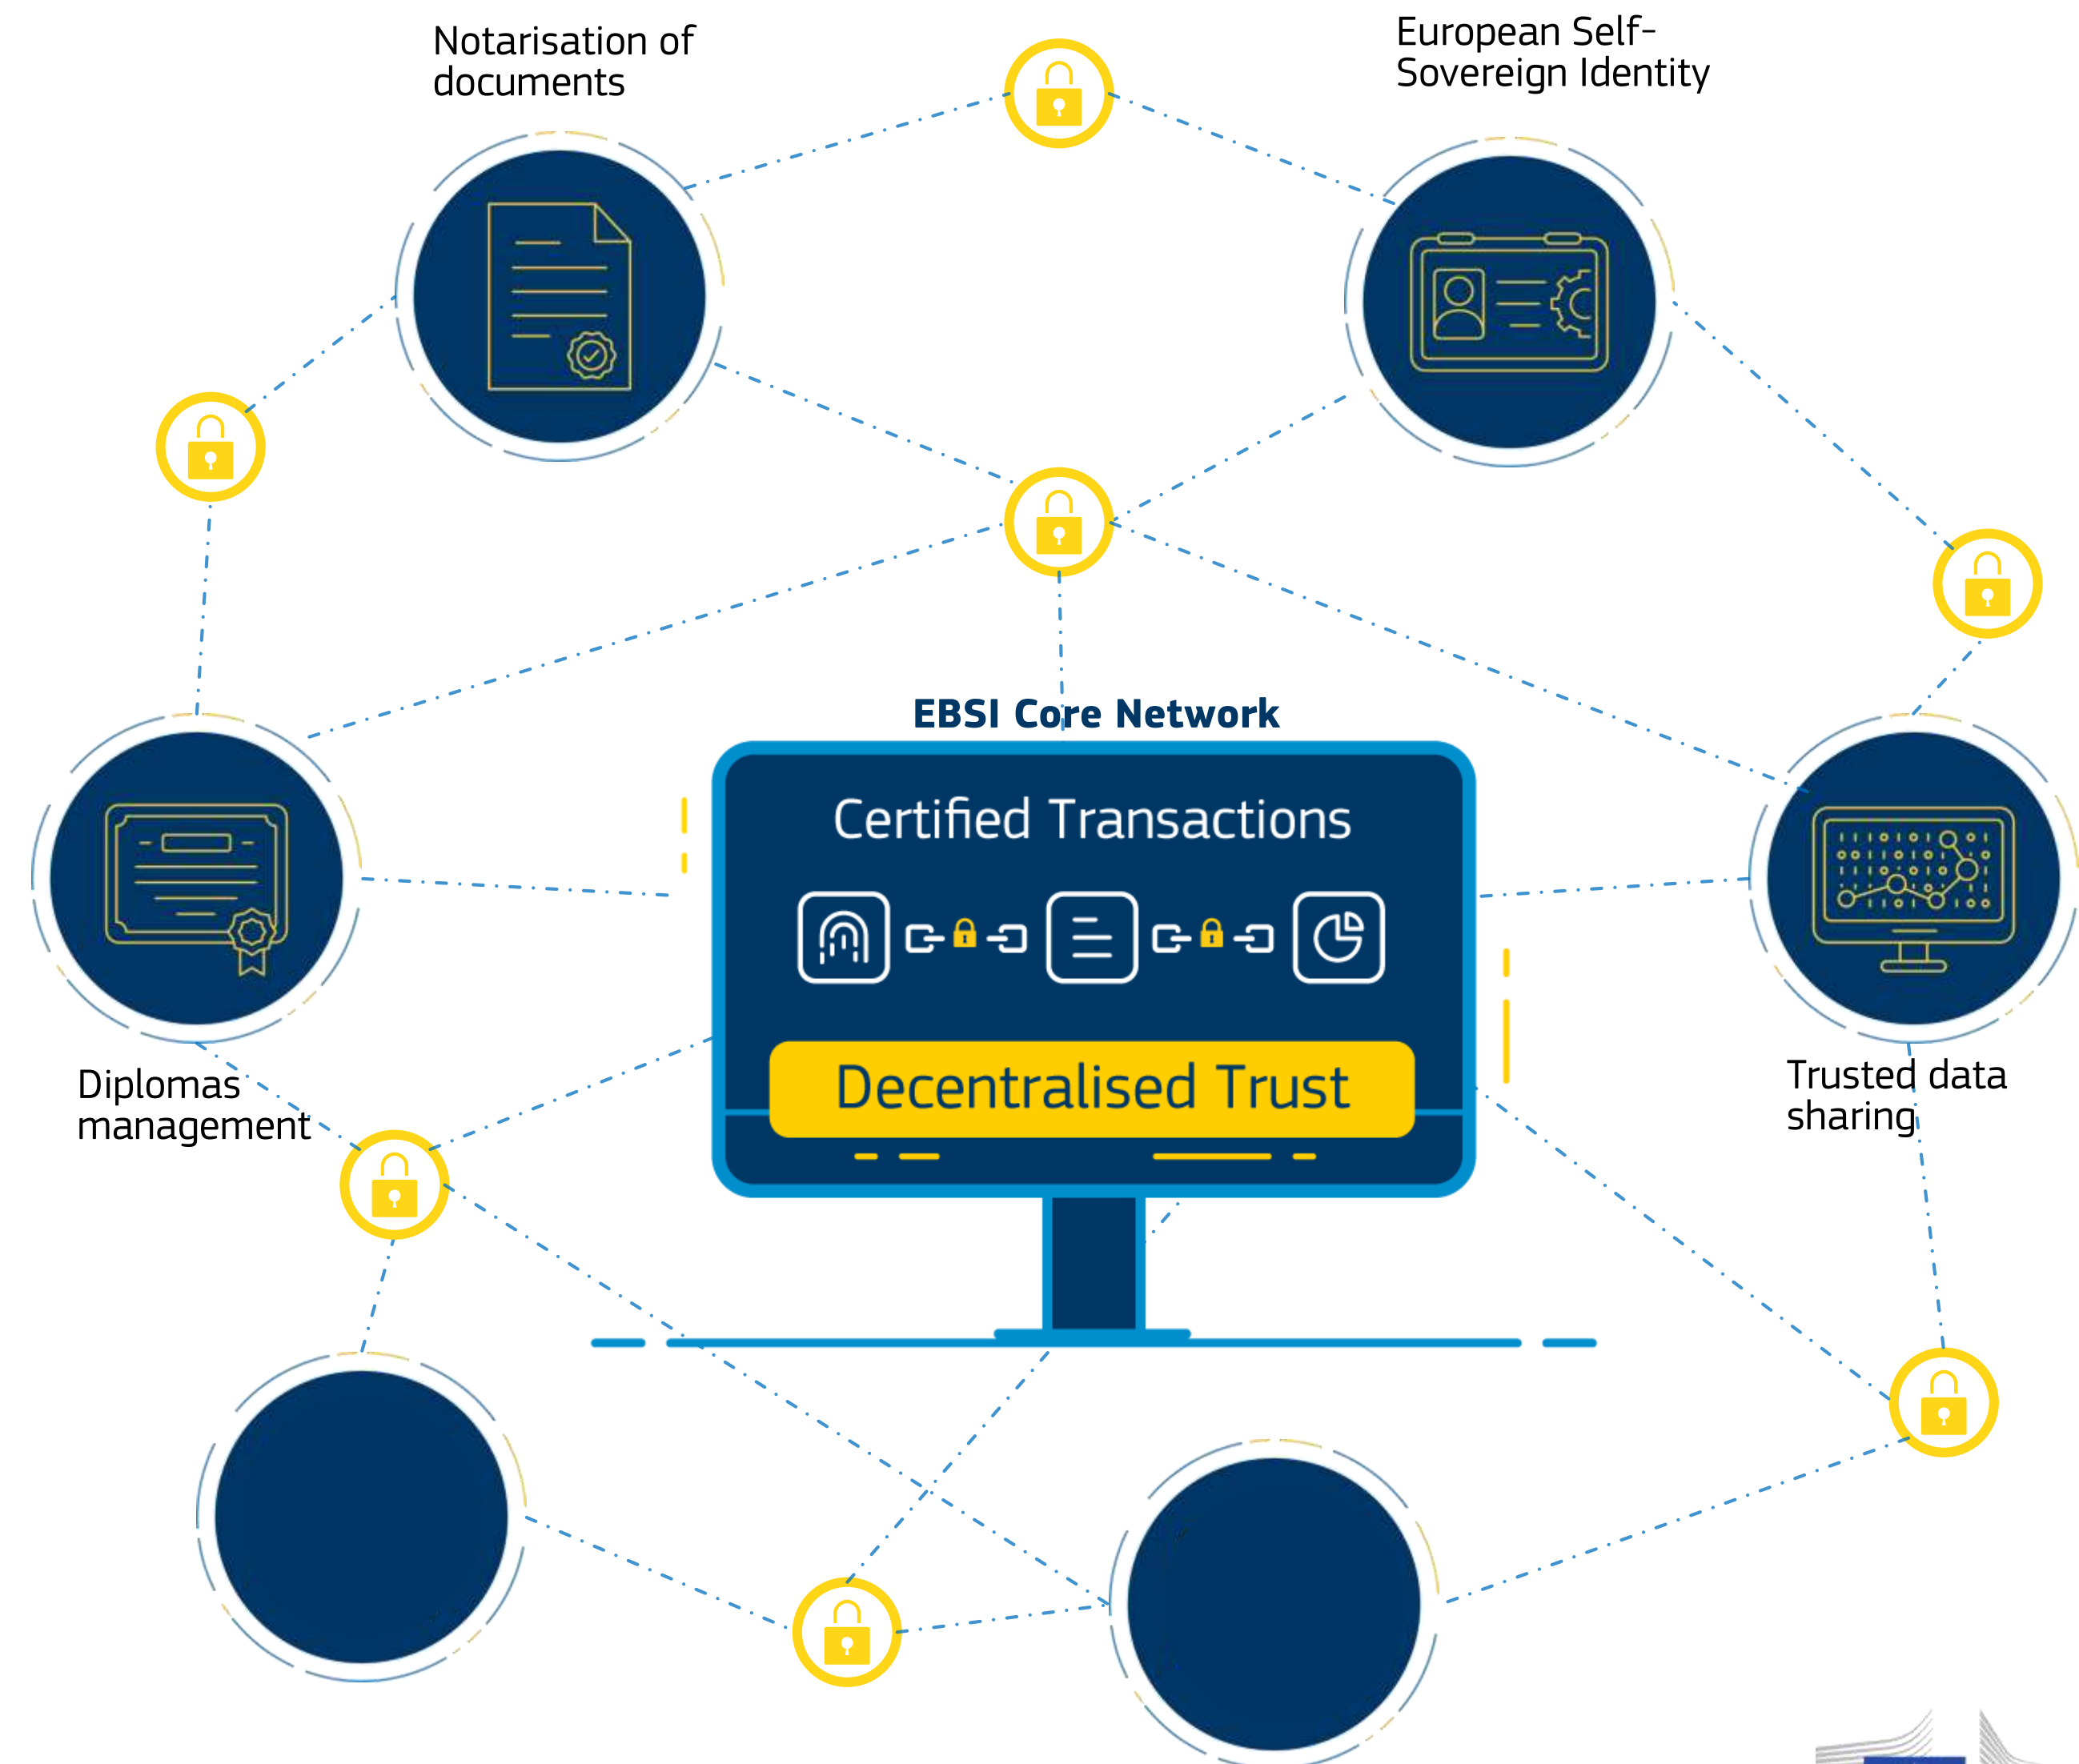 Notarisation of
documents
European Self-
Sovereign Identity
EBSI Core Network
Certified Transactions
Decentralised Trust
Diplomas
management
Trusted data
sharing